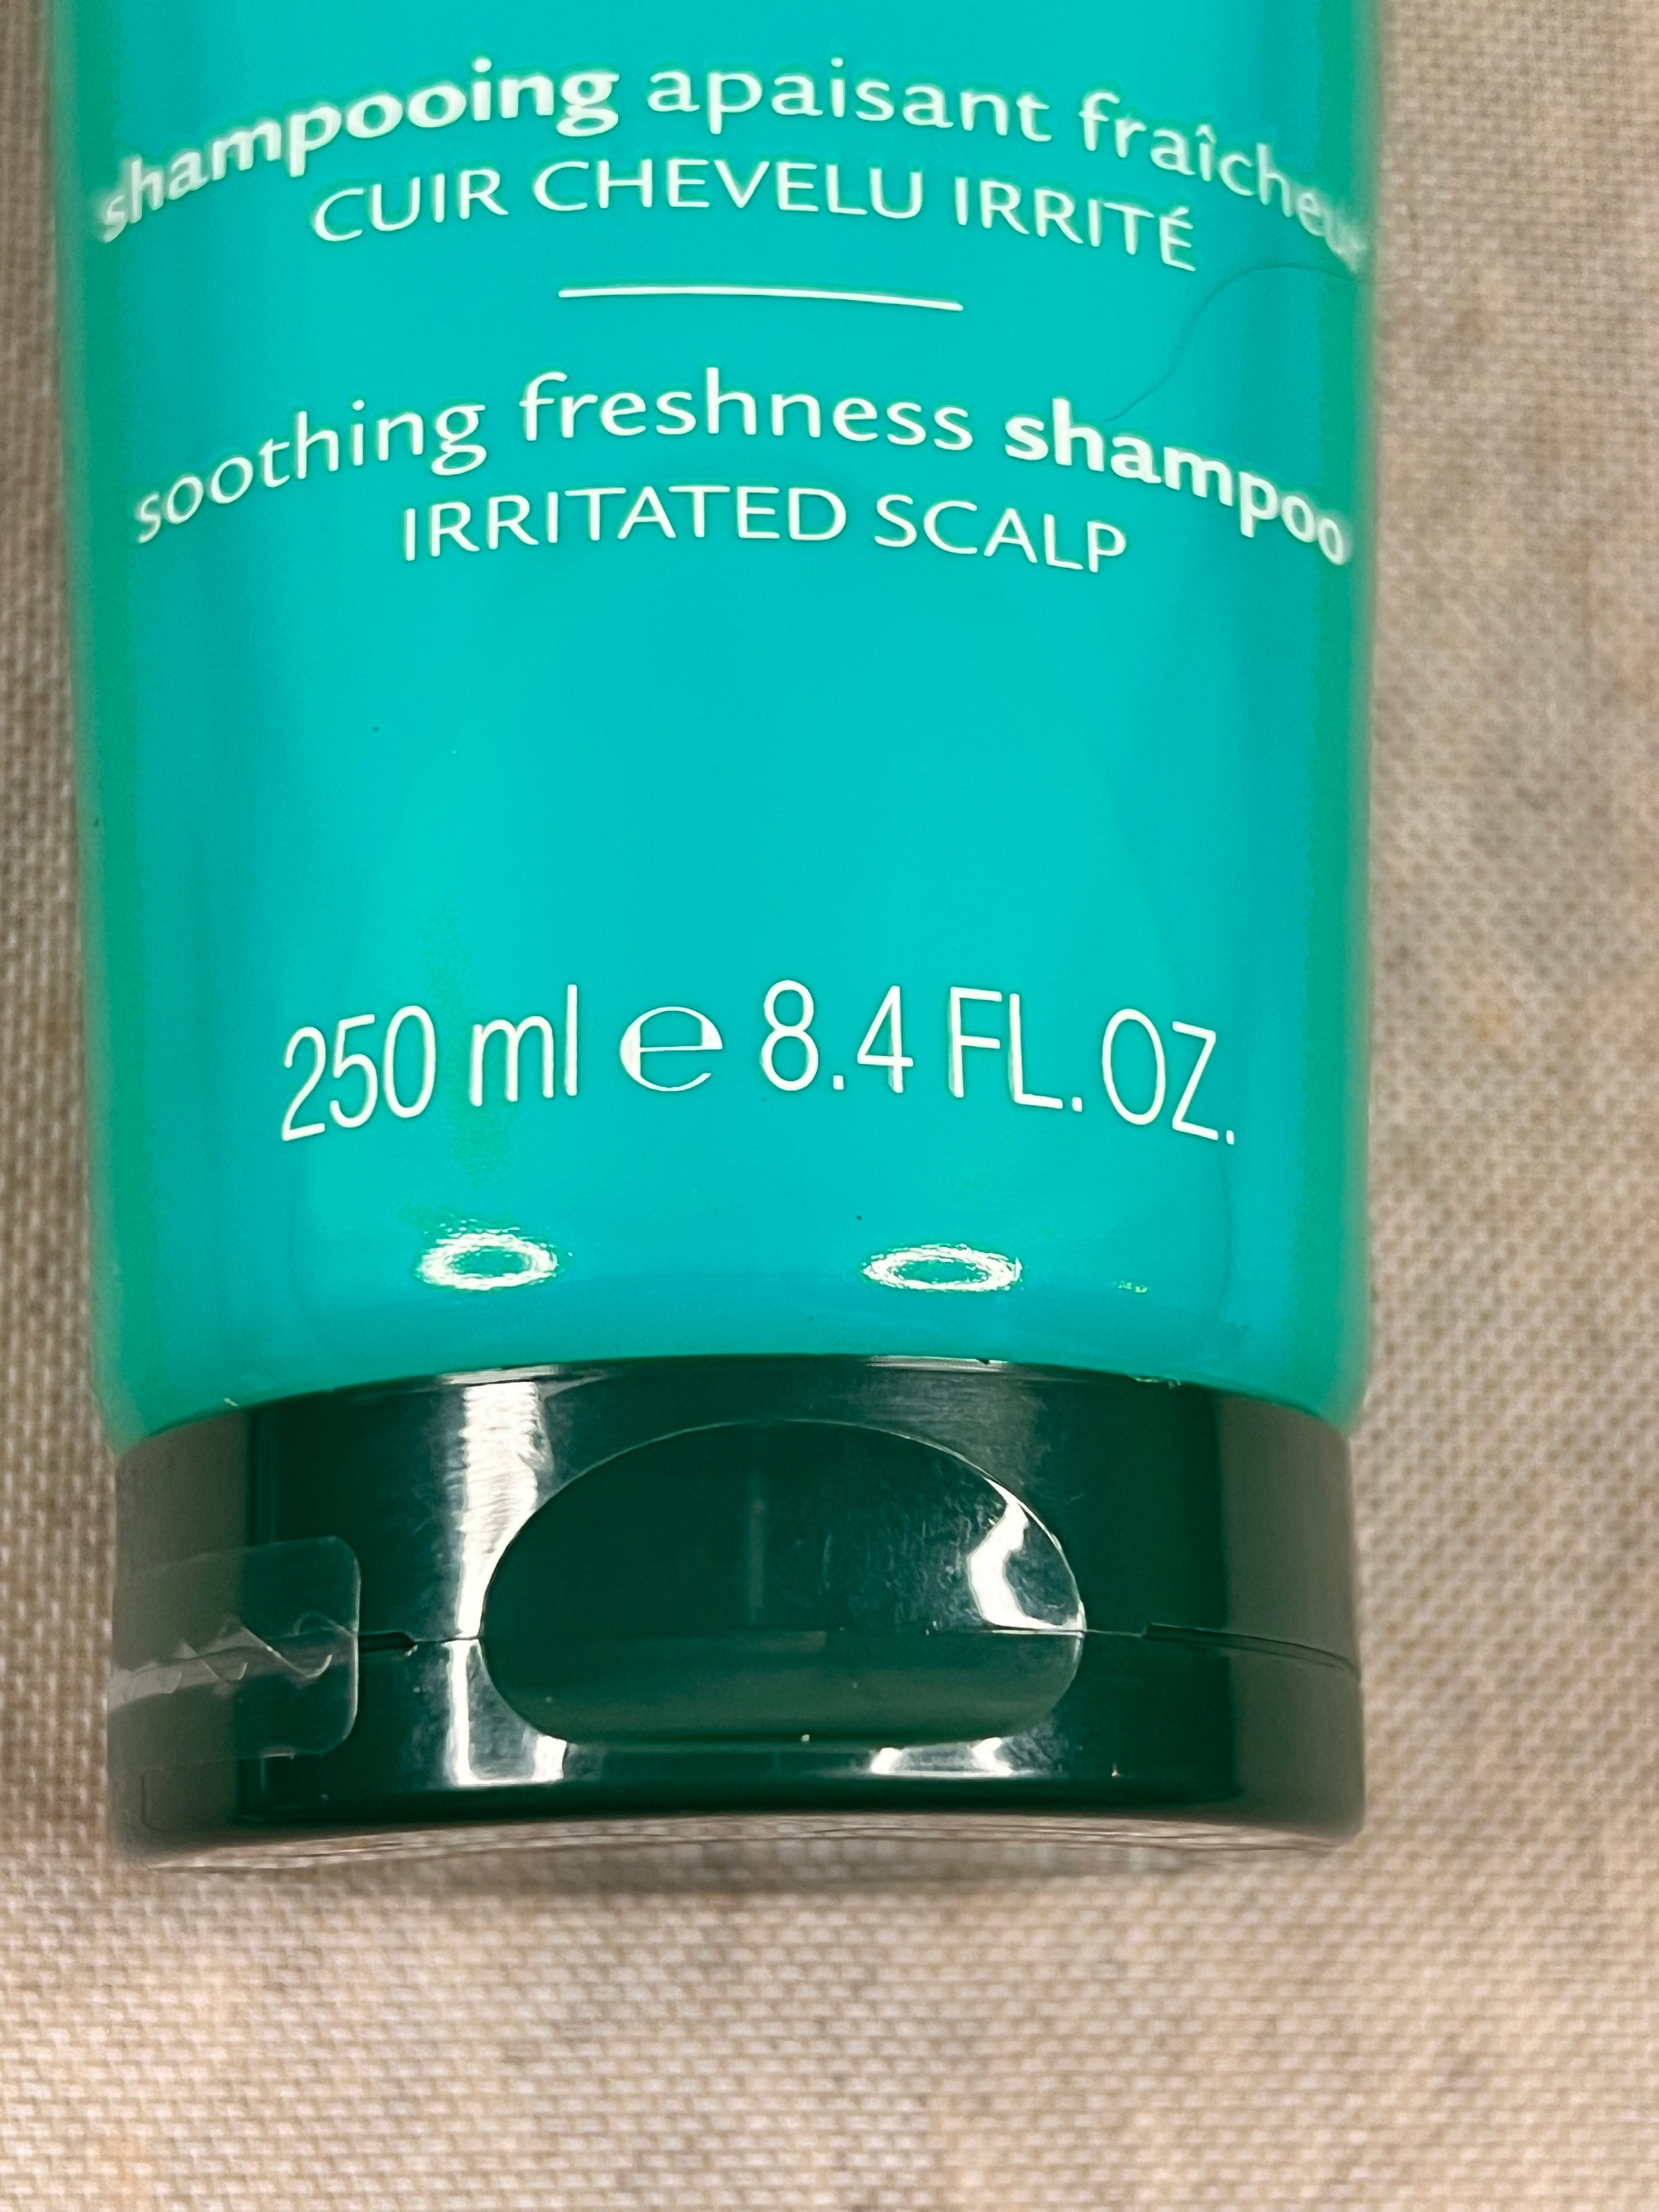 shampooing apaisant fraîcheur
CUIR CHEVELU IRRITÉ
soothing freshness shampoo
IRRITATED SCALP
250 ml e 8.4 FL.OZ.